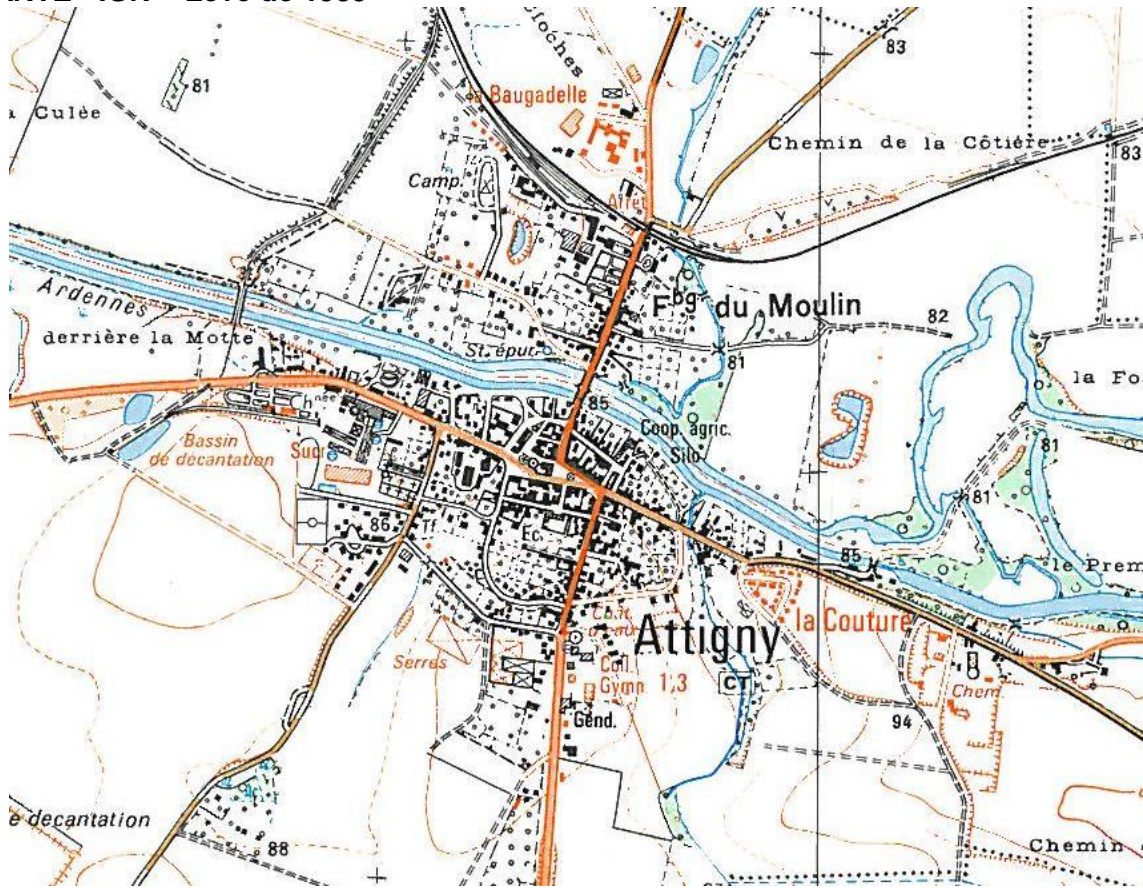 83
81
Culée
la Baugadelle
Chemin de la Côtière
83
Camp.
Arrêt
Ardennes
Fbg du Moulin
82
derrière la Motte
St. épur.
81
85
la Fo
Bassin
de décantation
Sucr
Coop. agric.
Silo
81
81
86
Tf
Ec.
85
le Prem
Attigny
la Couture
Serres
Coll.
Gymn
1,3
CT
Chem
Gend.
94
décantation
88
Chemin